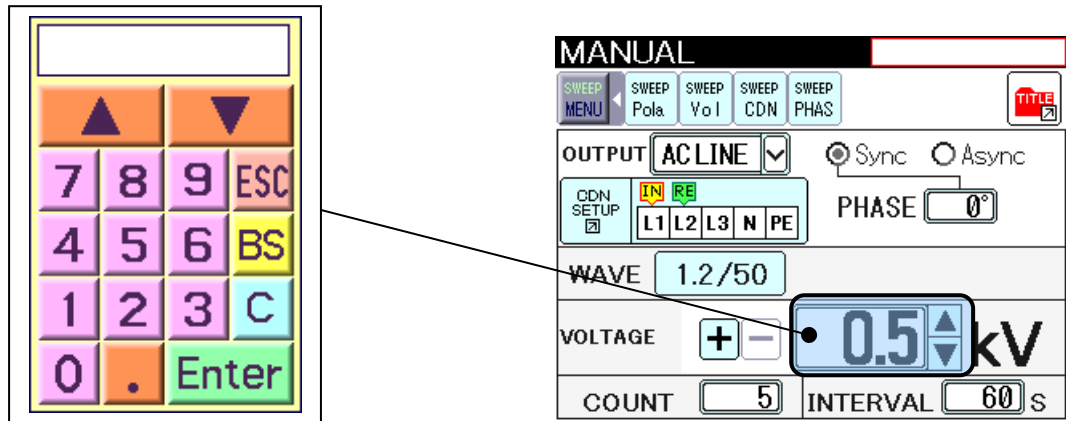 ▲ ▼
7 8 9 ESC
4 5 6 BS
1 2 3 C
0 . Enter
MANUAL
SWEEP MENU SWEEP Pola. SWEEP Vol SWEEP CDN SWEEP PHAS TITLE
OUTPUT AC LINE Sync Async
CDN SETUP IN RE
L1 L2 L3 N PE
PHASE 0°
WAVE 1.2/50
VOLTAGE + − 0.5 kV
COUNT 5 INTERVAL 60 s